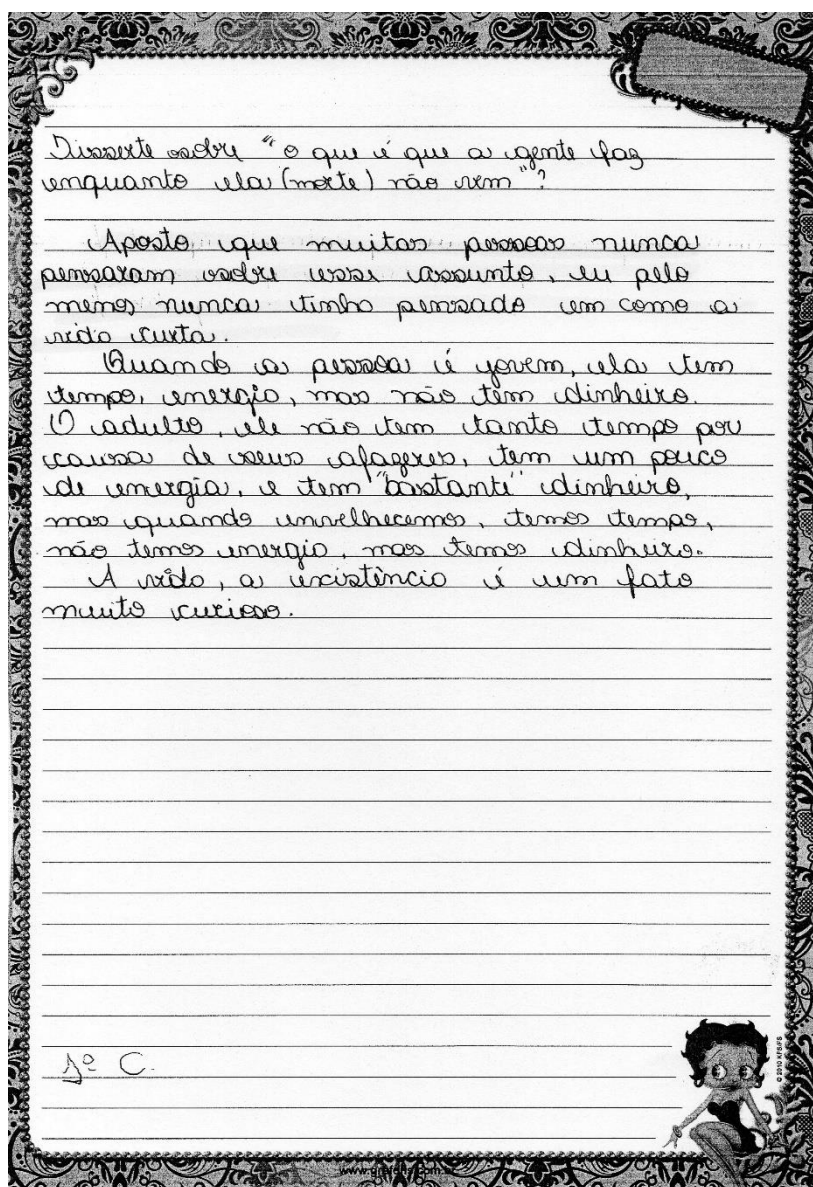 Disserte sobre "o que é que a gente faz
enquanto ela (morte) não vem"?
Aposto que muitas pessoas nunca
pensaram sobre esse assunto, eu pelo
menos nunca tinha pensado em como a
vida curta.
Quando a pessoa é jovem, ela tem
tempo, energia, mas não tem dinheiro.
O adulto, ele não tem tanto tempo por
causa de seus afazeres, tem um pouco
de energia, e tem "bastante" dinheiro,
mas quando envelhecemos, temos tempo,
não temos energia, mas temos dinheiro.
A vida, a existência é um fato
muito curioso.
1º C.
© 2010 KFS/FS